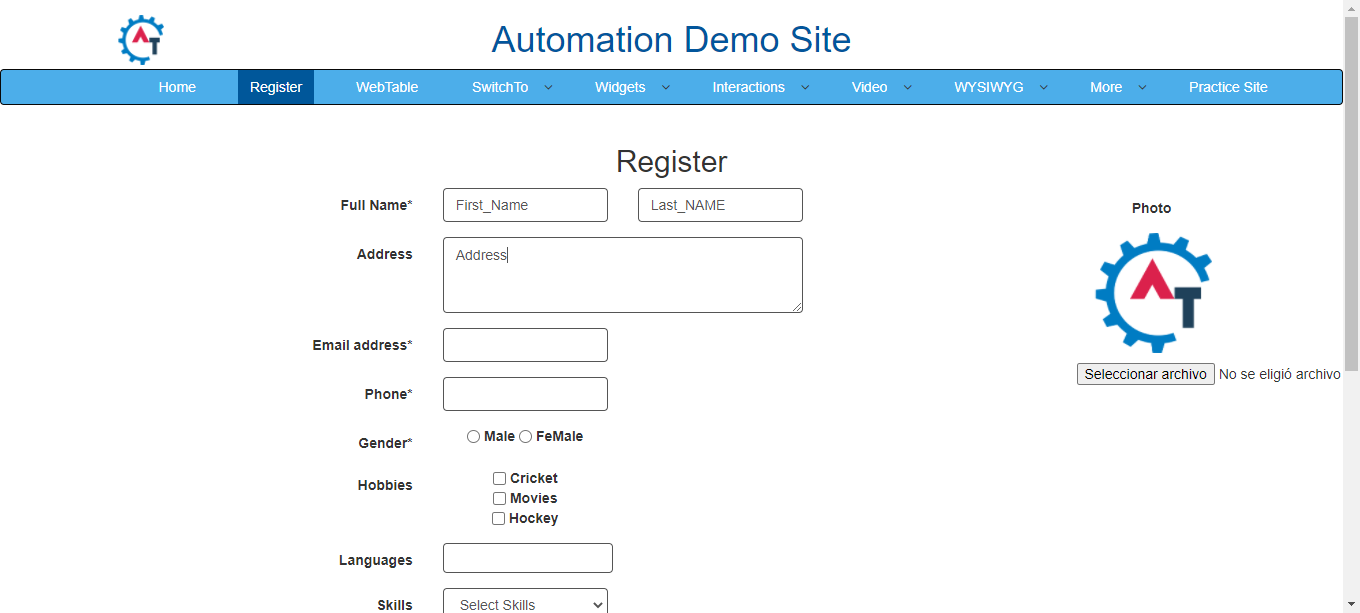 Automation Demo Site
Home Register WebTable SwitchTo Widgets Interactions Video WYSIWYG More Practice Site
Register
Full Name* First_Name Last_NAME
Photo
Address Address
Email address*
Seleccionar archivo No se eligió archivo
Phone*
Gender* Male FeMale
Hobbies Cricket
Movies
Hockey
Languages
Skills Select Skills
AT
AT